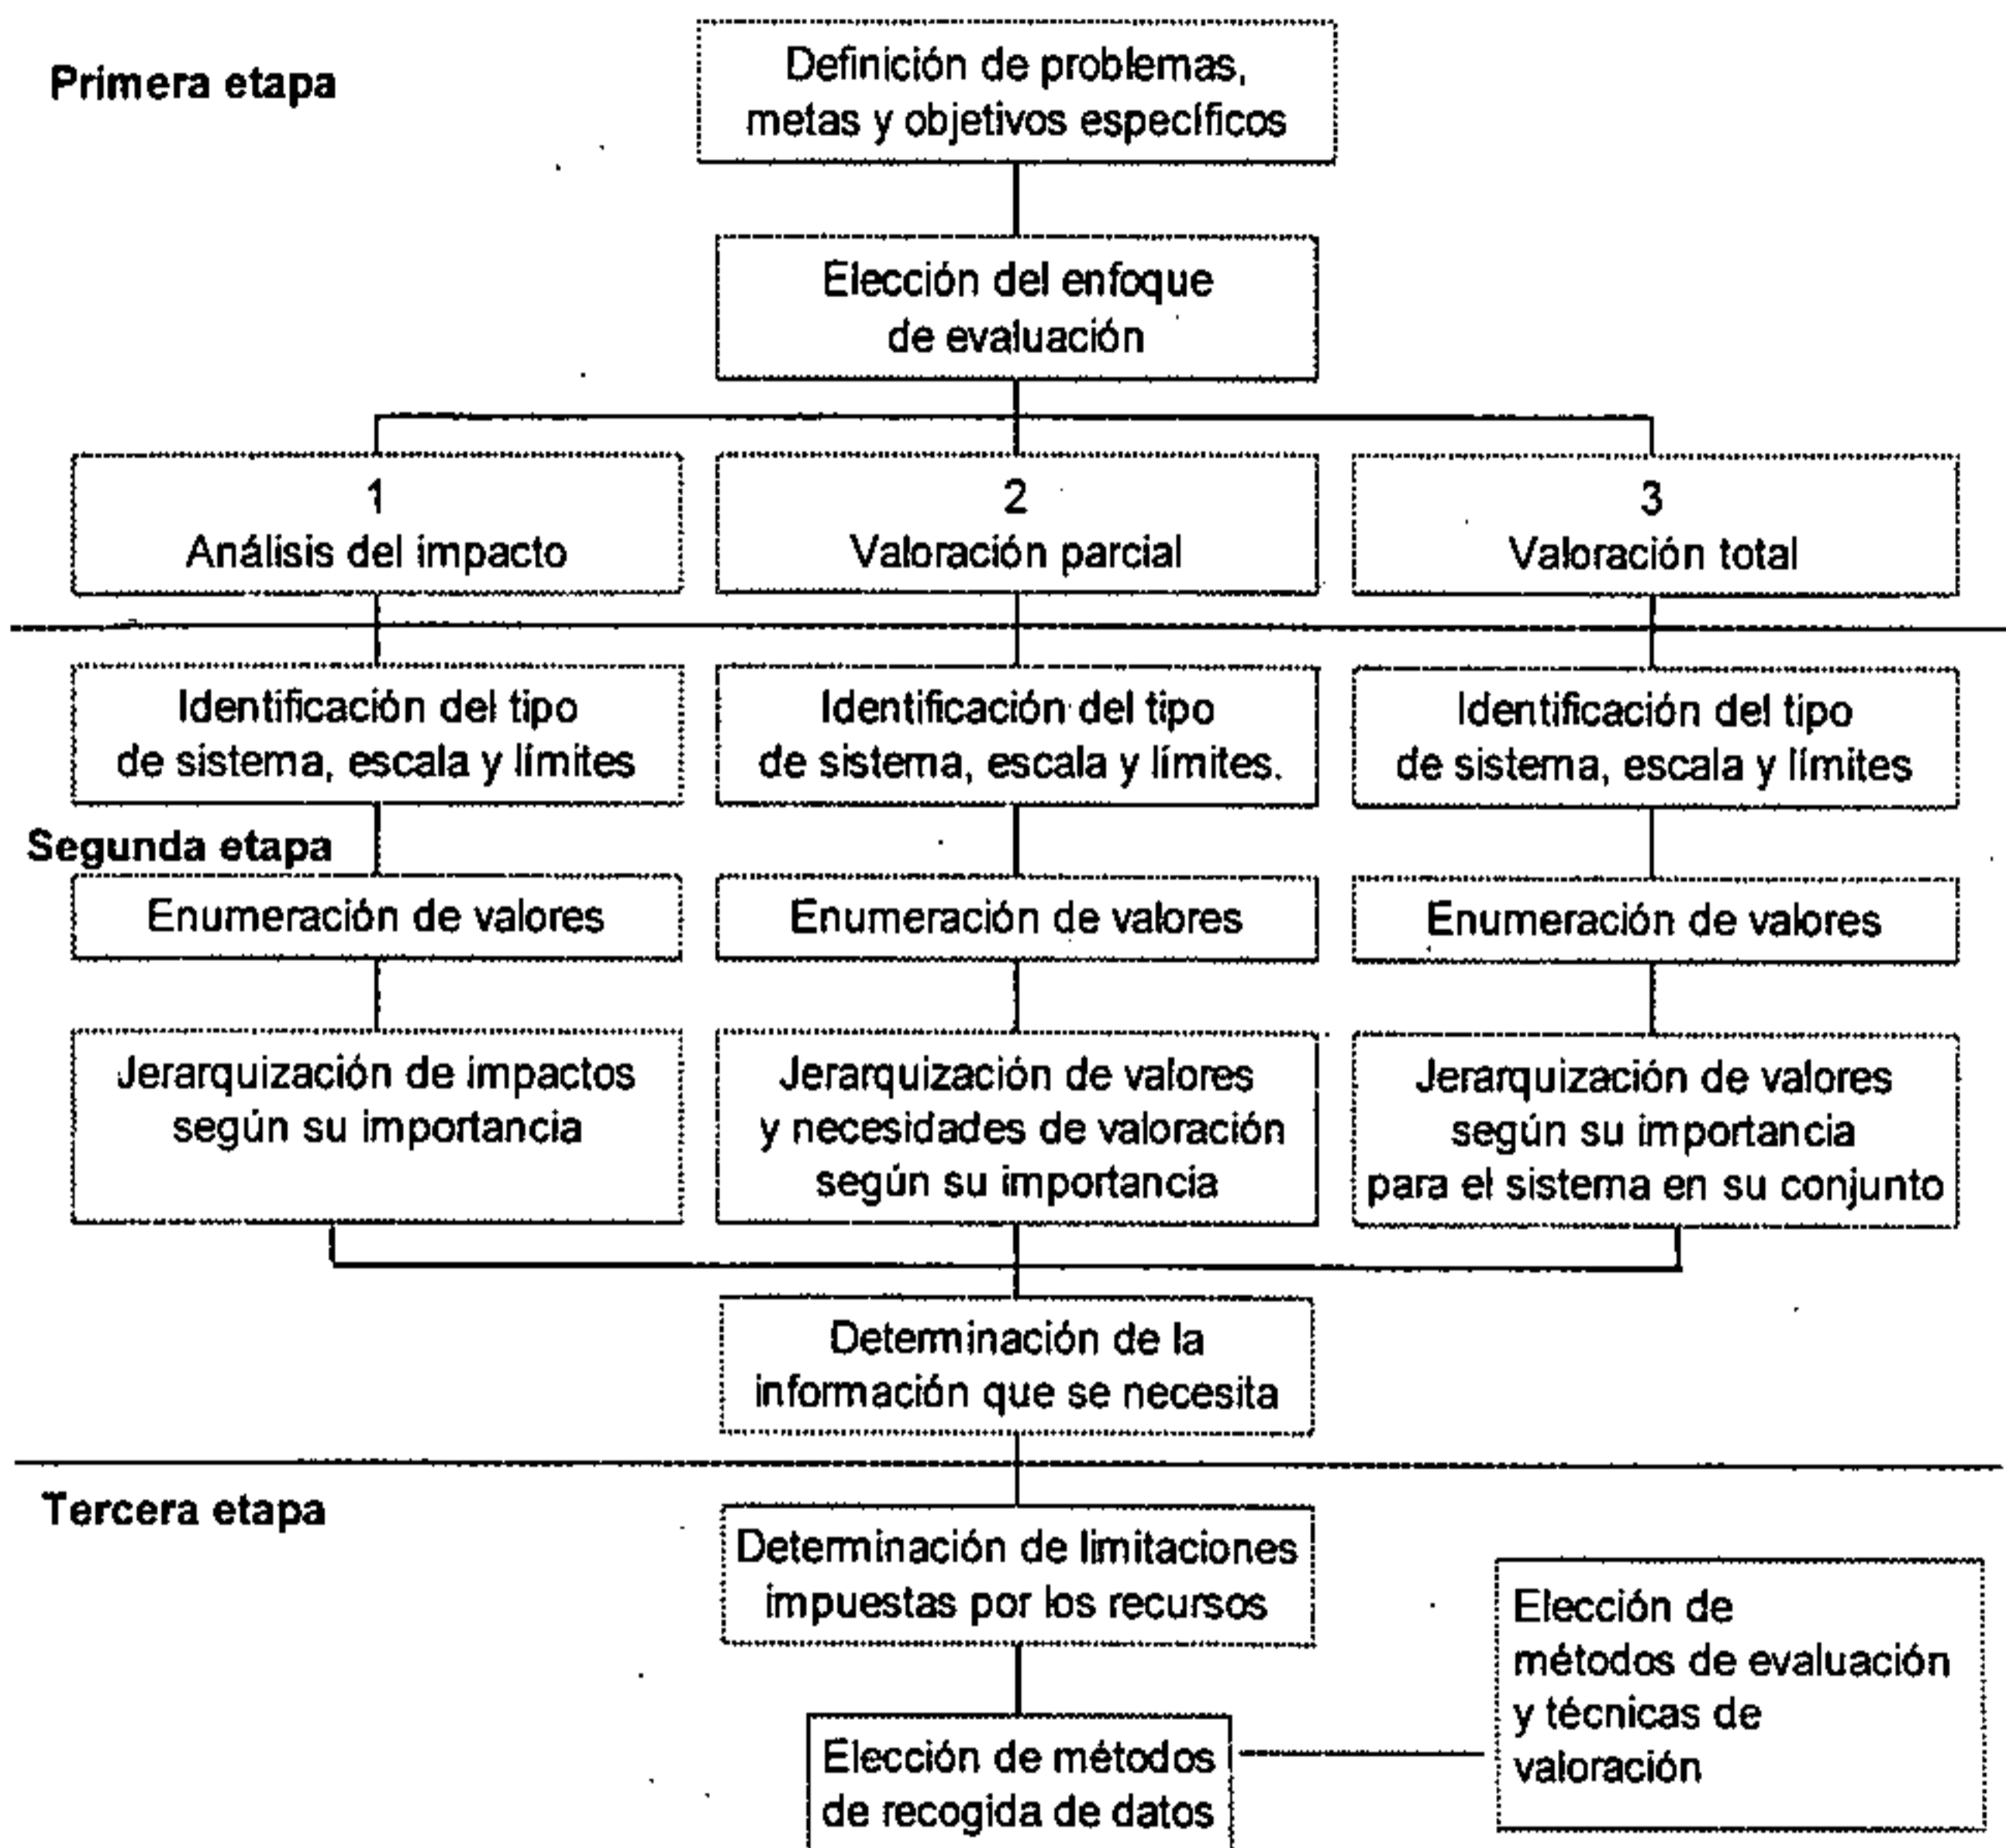 Primera etapa
Definición de problemas,
metas y objetivos específicos
Elección del enfoque
de evaluación
1
Análisis del impacto
2
Valoración parcial
3
Valoración total
Identificación del tipo
de sistema, escala y límites
Identificación del tipo
de sistema, escala y límites.
Identificación del tipo
de sistema, escala y límites
Segunda etapa
Enumeración de valores
Enumeración de valores
Enumeración de valores
Jerarquización de impactos
según su importancia
Jerarquización de valores
y necesidades de valoración
según su importancia
Jerarquización de valores
según su importancia
para el sistema en su conjunto
Determinación de la
información que se necesita
Tercera etapa
Determinación de limitaciones
impuestas por los recursos
Elección de métodos
de recogida de datos
Elección de
métodos de evaluación
y técnicas de
valoración